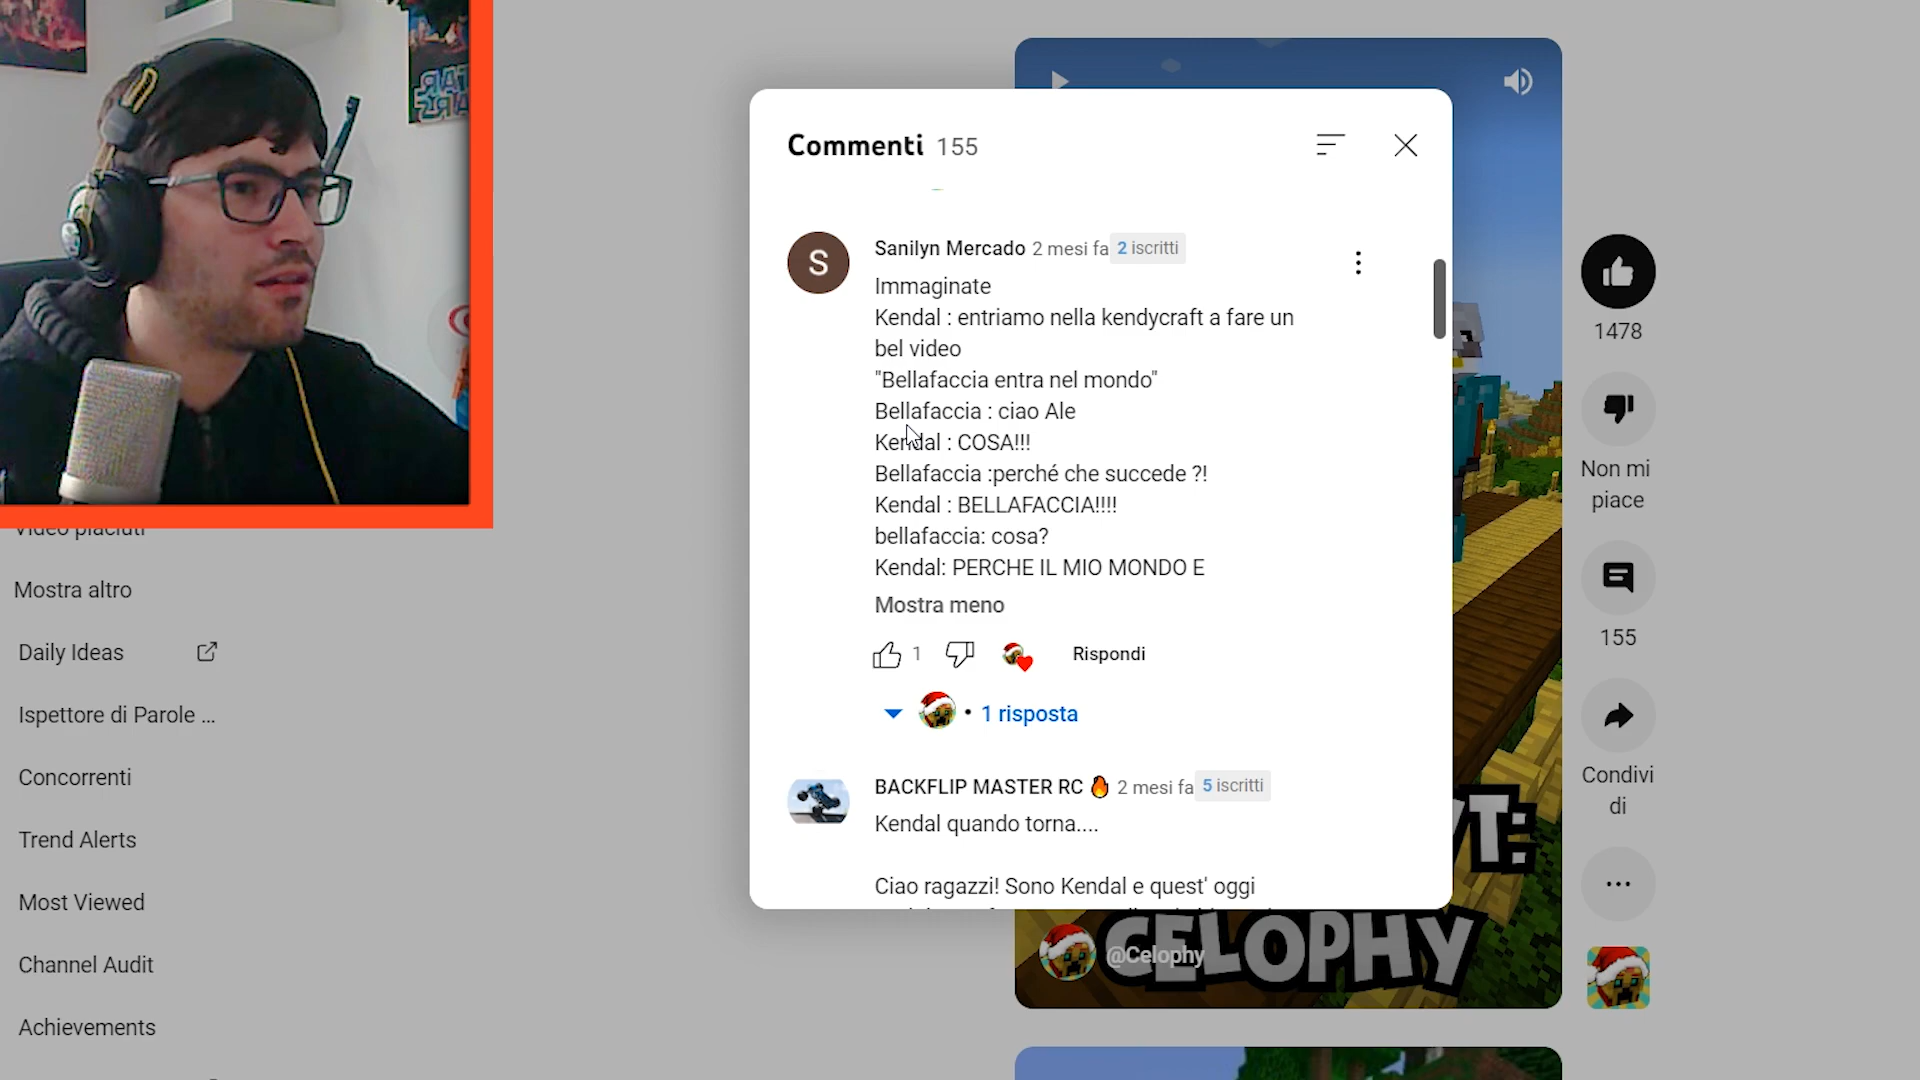 Commenti 155
Sanilyn Mercado 2 mesi fa 2 iscritti
Immaginate
Kendal : entriamo nella kendycraft a fare un
bel video
"Bellafaccia entra nel mondo"
Bellafaccia : ciao Ale
Kendal : COSA!!!
Bellafaccia :perché che succede ?!
Kendal : BELLAFACCIA!!!!
bellafaccia: cosa?
Kendal: PERCHE IL MIO MONDO E
Mostra meno
1
Rispondi
• 1 risposta
BACKFLIP MASTER RC 🔥 2 mesi fa 5 iscritti
Kendal quando torna....
Ciao ragazzi! Sono Kendal e quest' oggi
Video piaciuti
Mostra altro
Daily Ideas
Ispettore di Parole ...
Concorrenti
Trend Alerts
Most Viewed
Channel Audit
Achievements
1478
Non mi
piace
155
Condivi
di
T:
CELOPHY
@Celophy
S
STAR
WARS